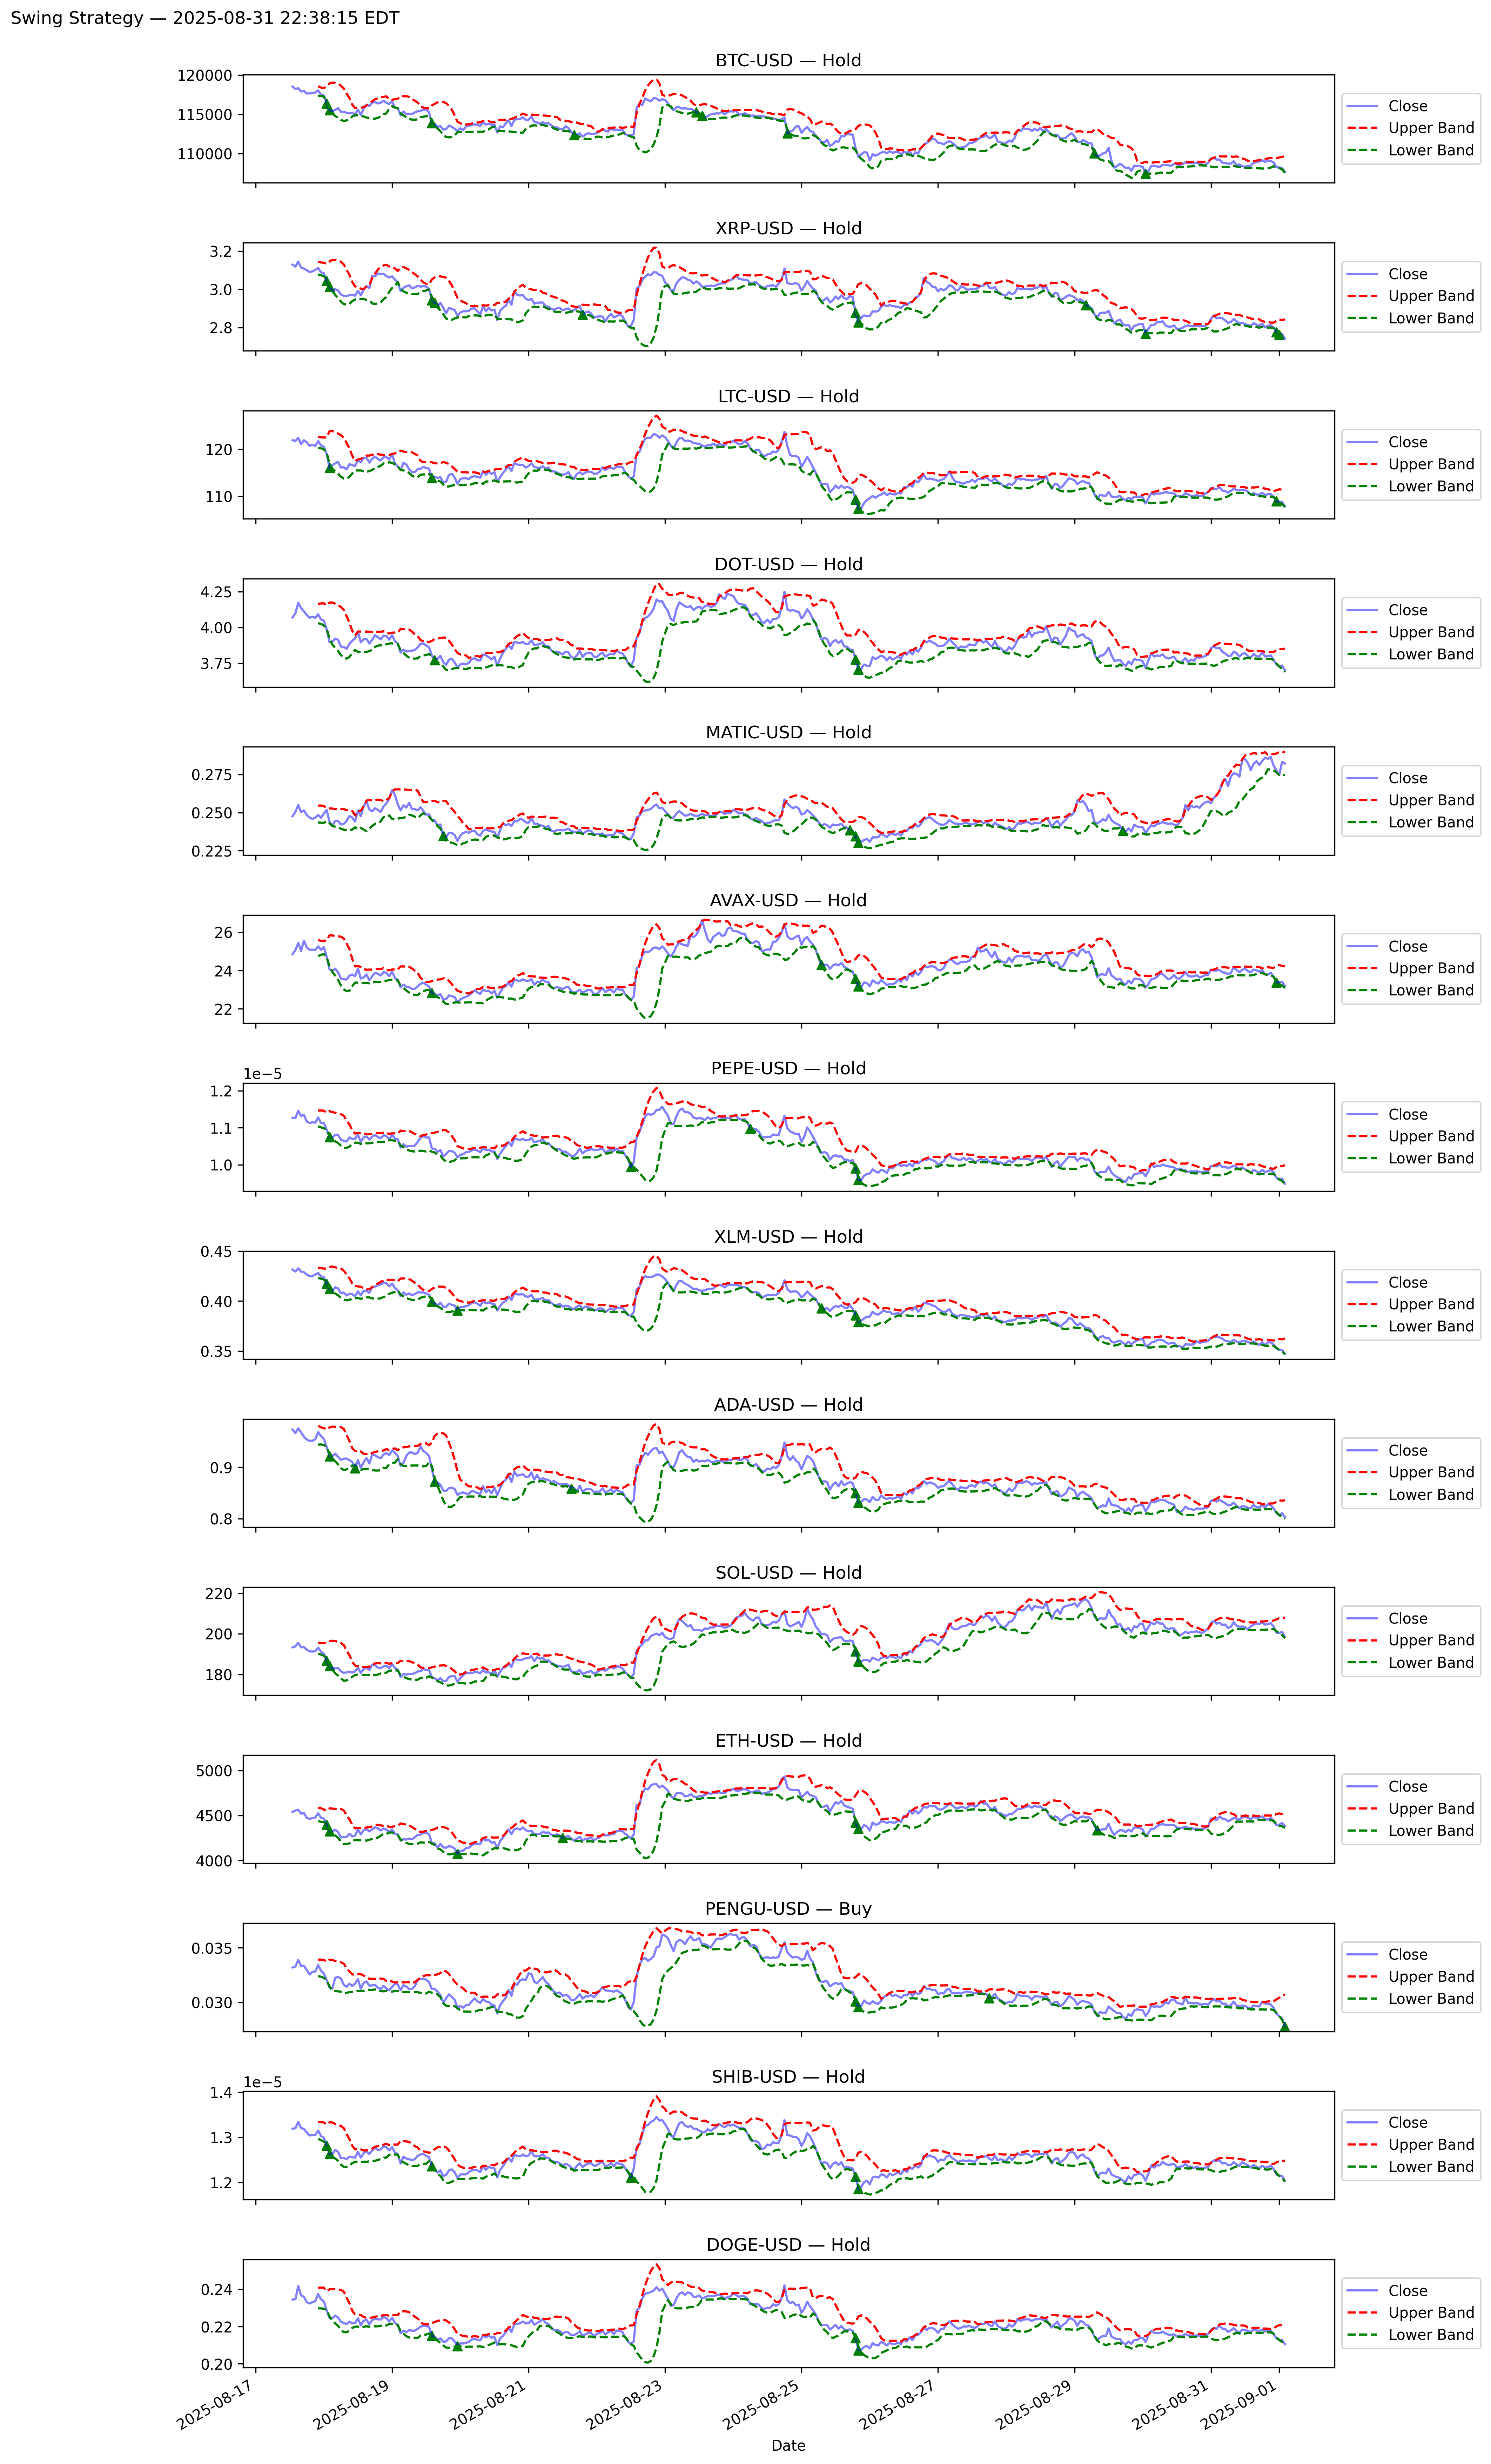 Swing Strategy — 2025-08-31 22:38:15 EDT
BTC-USD — Hold
120000
115000
110000
Close
Upper Band
Lower Band
XRP-USD — Hold
3.2
3.0
2.8
Close
Upper Band
Lower Band
LTC-USD — Hold
120
110
Close
Upper Band
Lower Band
DOT-USD — Hold
4.25
4.00
3.75
Close
Upper Band
Lower Band
MATIC-USD — Hold
0.275
0.250
0.225
Close
Upper Band
Lower Band
AVAX-USD — Hold
26
24
22
Close
Upper Band
Lower Band
PEPE-USD — Hold
1e−5
1.2
1.1
1.0
Close
Upper Band
Lower Band
XLM-USD — Hold
0.45
0.40
0.35
Close
Upper Band
Lower Band
ADA-USD — Hold
0.9
0.8
Close
Upper Band
Lower Band
SOL-USD — Hold
220
200
180
Close
Upper Band
Lower Band
ETH-USD — Hold
5000
4500
4000
Close
Upper Band
Lower Band
PENGU-USD — Buy
0.035
0.030
Close
Upper Band
Lower Band
SHIB-USD — Hold
1e−5
1.4
1.3
1.2
Close
Upper Band
Lower Band
DOGE-USD — Hold
0.24
0.22
0.20
Close
Upper Band
Lower Band
2025-08-17
2025-08-19
2025-08-21
2025-08-23
2025-08-25
2025-08-27
2025-08-29
2025-08-31
2025-09-01
Date